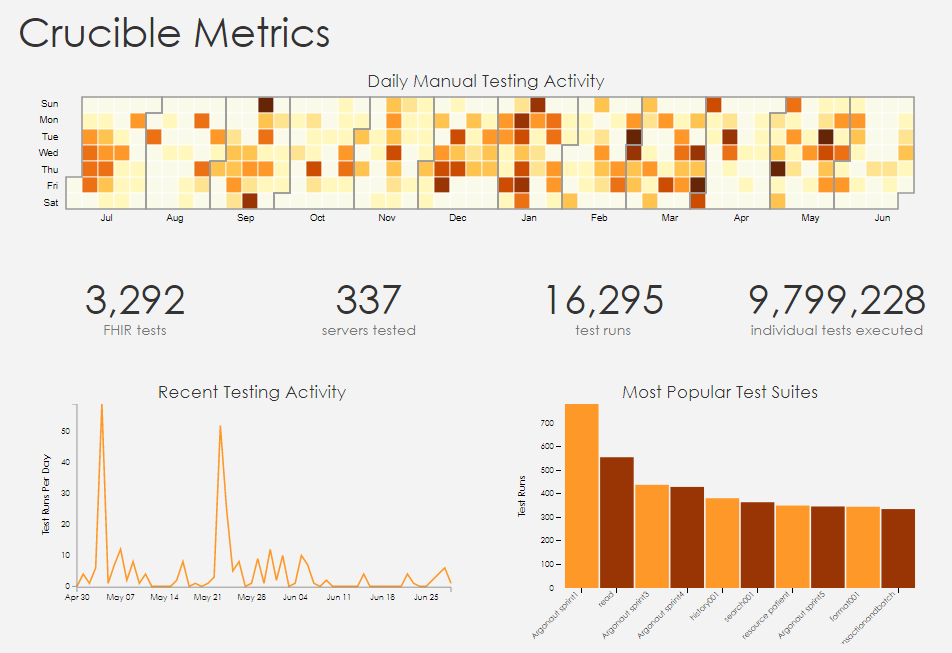 Crucible Metrics
Daily Manual Testing Activity
Sun
Mon
Tue
Wed
Thu
Fri
Sat
Jul Aug Sep Oct Nov Dec Jan Feb Mar Apr May Jun
3,292 337 16,295 9,799,228
FHIR tests servers tested test runs individual tests executed
Recent Testing Activity
Test Runs Per Day
50
40
30
20
10
0
Apr 30 May 07 May 14 May 21 May 28 Jun 04 Jun 11 Jun 18 Jun 25
Most Popular Test Suites
Test Runs
700
600
500
400
300
200
100
0
Argonaut sprint1 read Argonaut sprint3 Argonaut sprint4 history001 search001 resource patient Argonaut sprint5 format001 nsactionandbatch